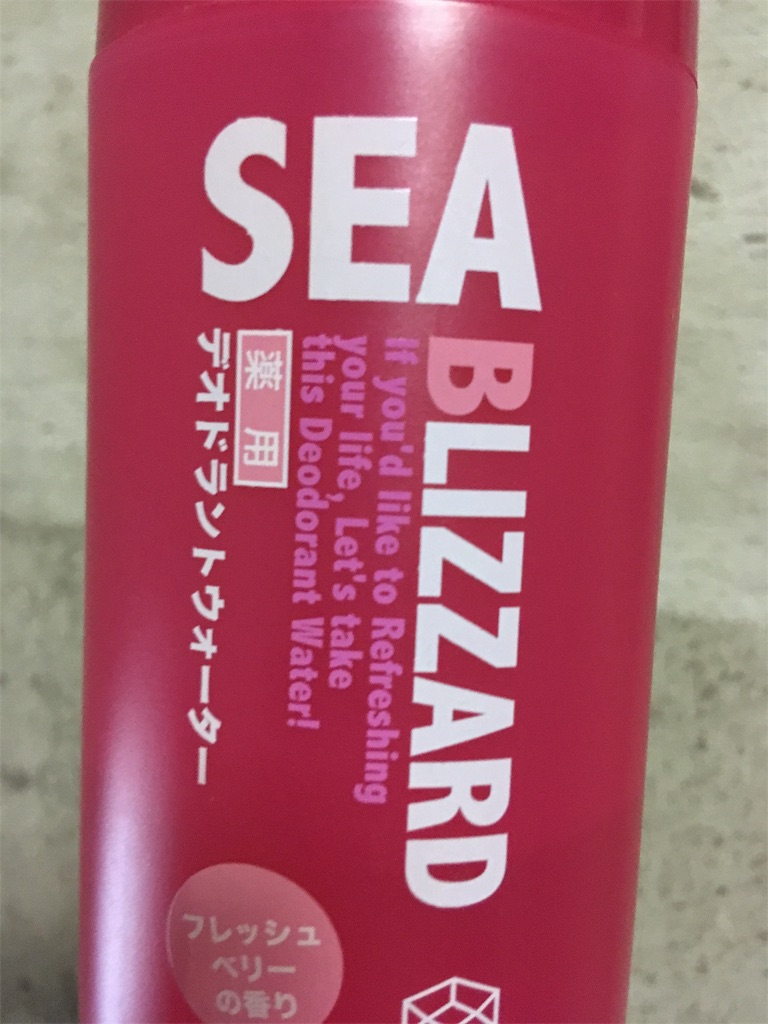 SEA
BLIZZARD
If you'd like to Refreshing
your life, Let's take
this Deodorant Water!
薬用
デオドラントウォーター
フレッシュ
ベリー
の香り